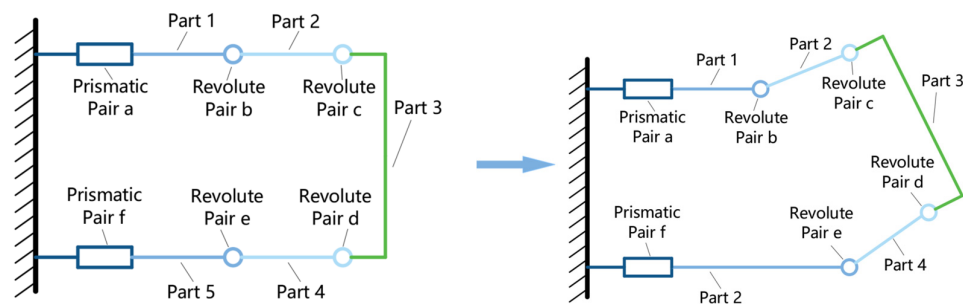 Part 1
Part 2
Prismatic
Pair a
Revolute
Pair b
Revolute
Pair c
Part 3
Prismatic
Pair f
Revolute
Pair e
Revolute
Pair d
Part 5
Part 4
Part 1
Part 2
Prismatic
Pair a
Revolute
Pair b
Revolute
Pair c
Part 3
Revolute
Pair d
Prismatic
Pair f
Revolute
Pair e
Part 2
Part 4